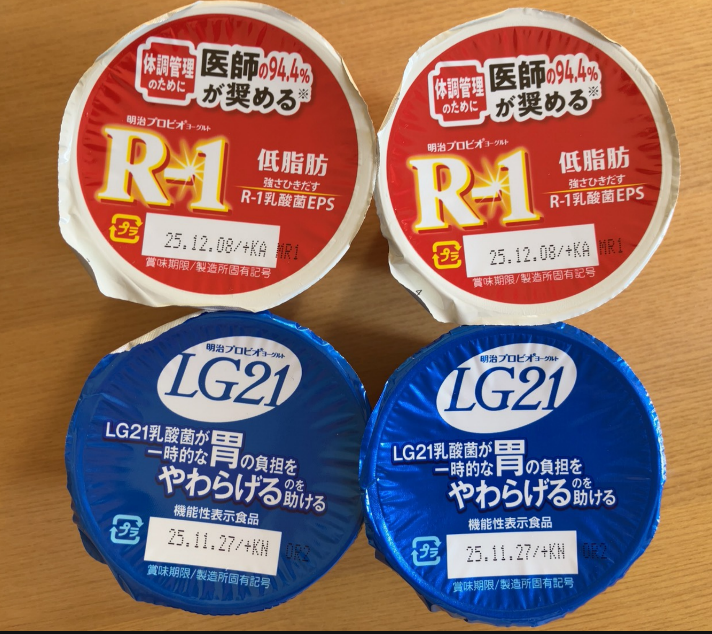 体調管理
のために
医師の94.4%
が奨める※
明治プロビオヨーグルト
R-1
低脂肪
強さひきだす
R-1乳酸菌EPS
プラ
25.12.08/+KA MR1
賞味期限/製造所固有記号
体調管理
のために
医師の94.4%
が奨める※
明治プロビオヨーグルト
R-1
低脂肪
強さひきだす
R-1乳酸菌EPS
プラ
25.12.08/+KA MR1
賞味期限/製造所固有記号
4
明治プロビオヨーグルト
LG21
LG21乳酸菌が
一時的な胃の負担を
やわらげるのを助ける
機能性表示食品
プラ
25.11.27/+KN OR2
賞味期限/製造所固有記号
明治プロビオヨーグルト
LG21
LG21乳酸菌が
一時的な胃の負担を
やわらげるのを助ける
機能性表示食品
プラ
25.11.27/+KN OR2
賞味期限/製造所固有記号